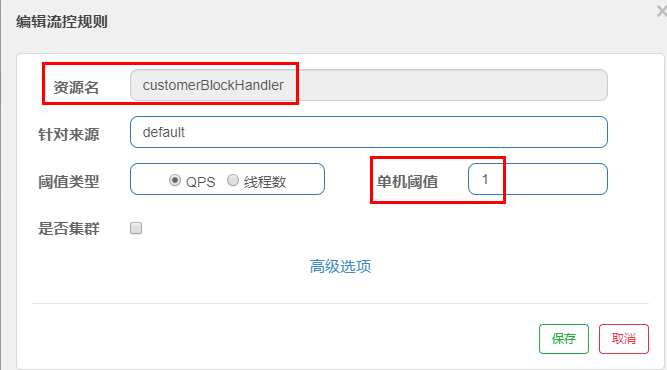 编辑流控规则
资源名 customerBlockHandler
针对来源 default
阈值类型 QPS 线程数 单机阈值 1
是否集群
高级选项
保存 取消